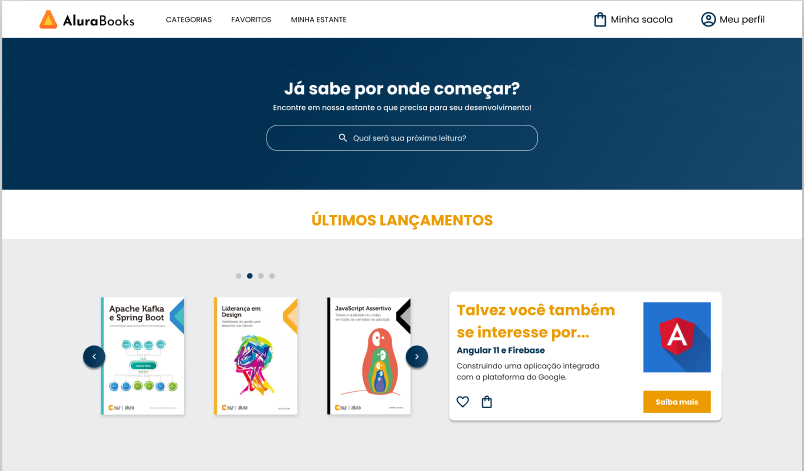 AluraBooks
CATEGORIAS
FAVORITOS
MINHA ESTANTE
Minha sacola
Meu perfil
Já sabe por onde começar?
Encontre em nossa estante o que precisa para seu desenvolvimento!
Qual será sua próxima leitura?
ÚLTIMOS LANÇAMENTOS
Apache Kafka
e Spring Boot
alura
Liderança em
Design
alura
JavaScript Assertivo
alura
Talvez você também
se interesse por...
Angular 11 e Firebase
Construindo uma aplicação integrada
com a plataforma do Google.
A
Saiba mais